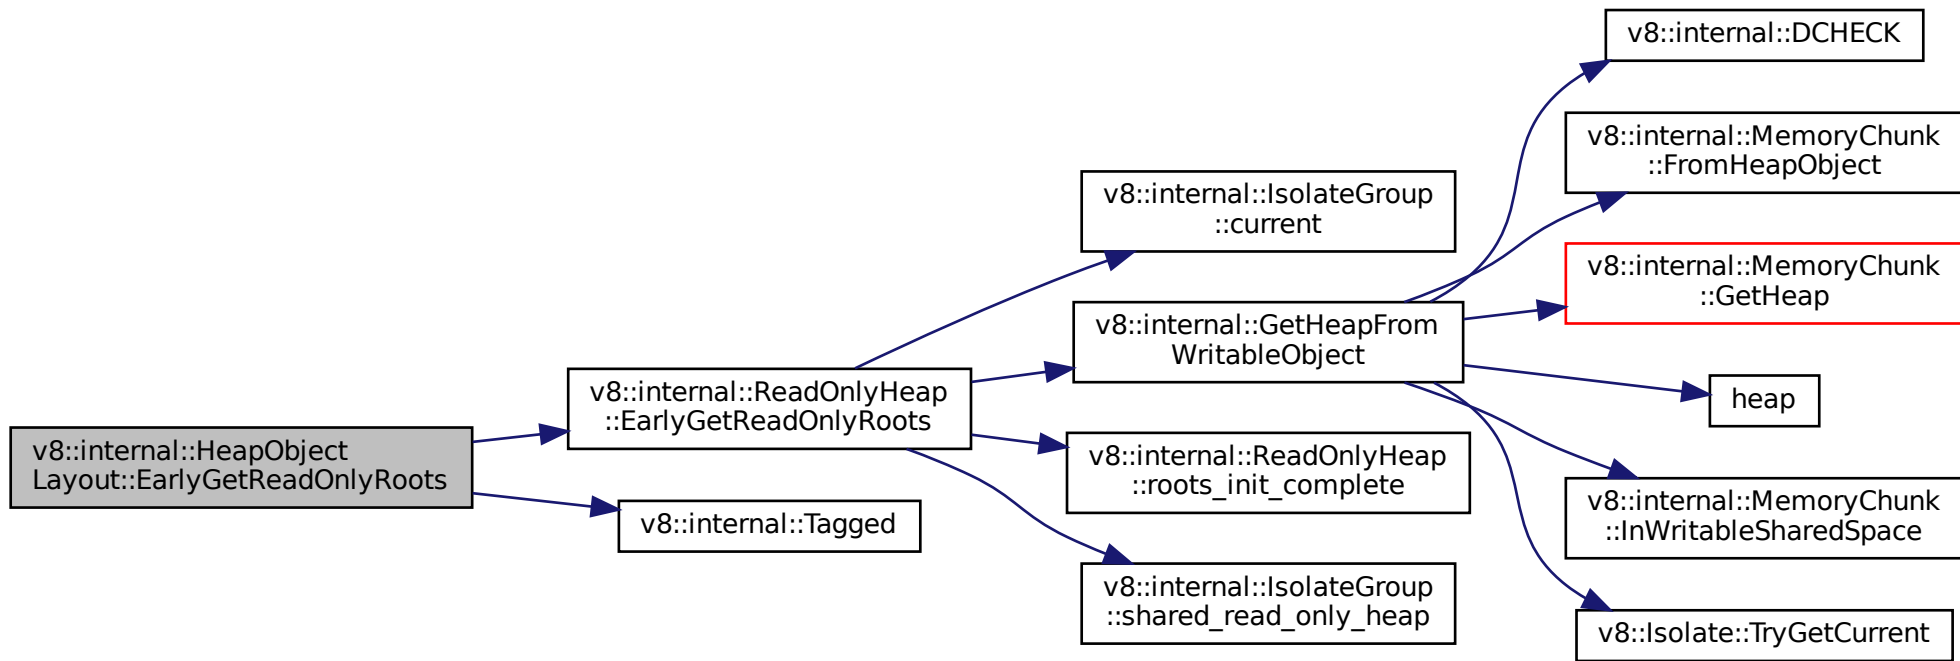 v8::internal::HeapObject
Layout::EarlyGetReadOnlyRoots
v8::internal::ReadOnlyHeap
::EarlyGetReadOnlyRoots
v8::internal::Tagged
v8::internal::IsolateGroup
::current
v8::internal::GetHeapFrom
WritableObject
v8::internal::ReadOnlyHeap
::roots_init_complete
v8::internal::IsolateGroup
::shared_read_only_heap
v8::internal::DCHECK
v8::internal::MemoryChunk
::FromHeapObject
v8::internal::MemoryChunk
::GetHeap
heap
v8::internal::MemoryChunk
::InWritableSharedSpace
v8::Isolate::TryGetCurrent